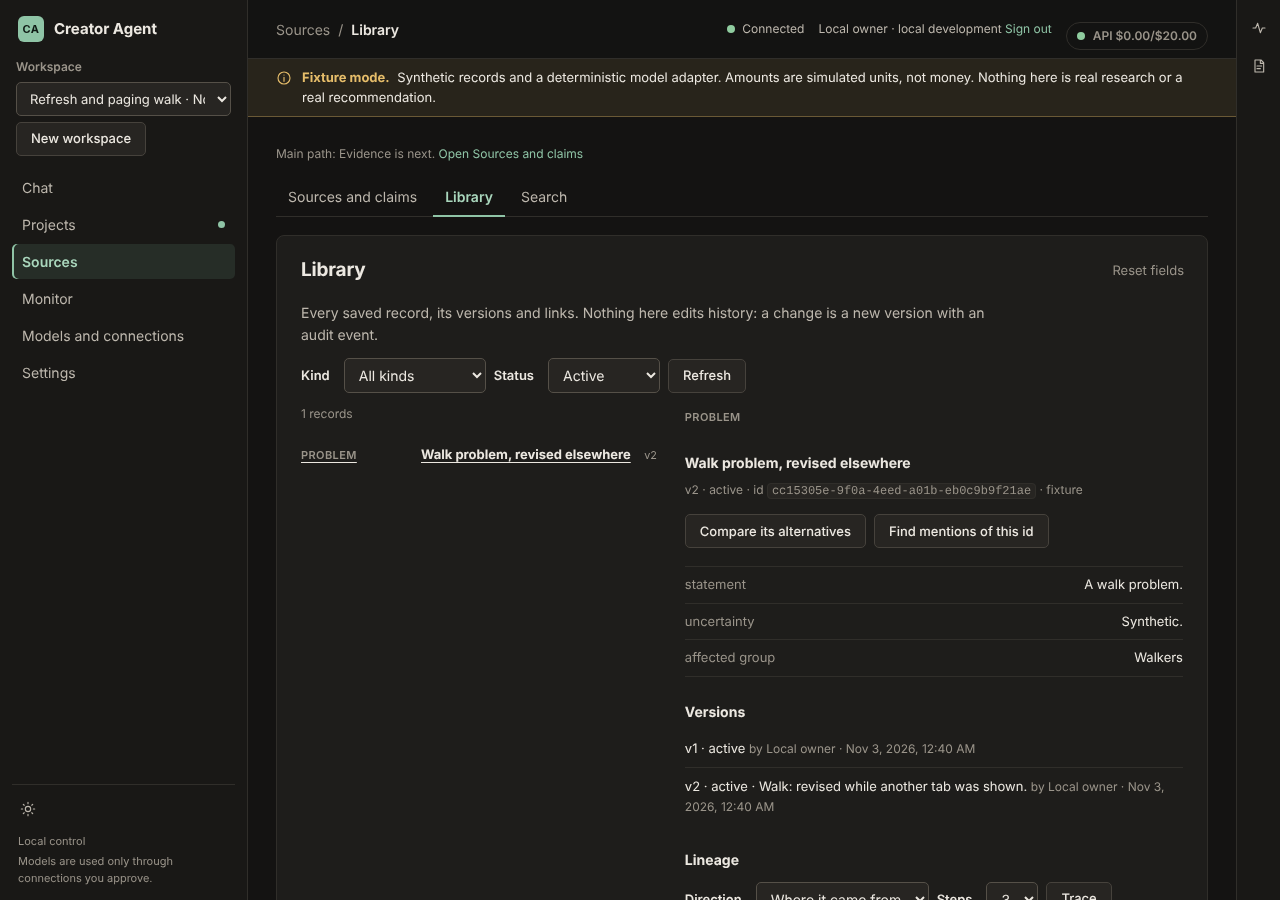 CA Creator Agent
Workspace
Refresh and paging walk · No
New workspace
Chat
Projects
Sources
Monitor
Models and connections
Settings
Local control
Models are used only through
connections you approve.
Sources / Library
Connected Local owner · local development Sign out API $0.00/$20.00
Fixture mode. Synthetic records and a deterministic model adapter. Amounts are simulated units, not money. Nothing here is real research or a
real recommendation.
Main path: Evidence is next. Open Sources and claims
Sources and claims Library Search
Library Reset fields
Every saved record, its versions and links. Nothing here edits history: a change is a new version with an
audit event.
Kind All kinds Status Active Refresh
1 records
PROBLEM Walk problem, revised elsewhere v2
PROBLEM
Walk problem, revised elsewhere
v2 · active · id cc15305e-9f0a-4eed-a01b-eb0c9b9f21ae · fixture
Compare its alternatives Find mentions of this id
statement A walk problem.
uncertainty Synthetic.
affected group Walkers
Versions
v1 · active by Local owner · Nov 3, 2026, 12:40 AM
v2 · active · Walk: revised while another tab was shown. by Local owner · Nov 3,
2026, 12:40 AM
Lineage
Direction Where it came from Steps 3 Trace